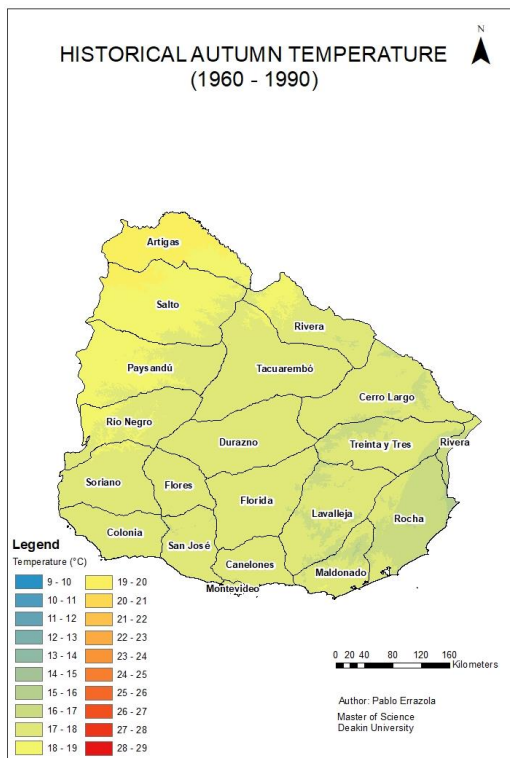 N
HISTORICAL AUTUMN TEMPERATURE
(1960 - 1990)
Artigas
Salto
Rivera
Paysandú
Tacuarembó
Cerro Largo
Río Negro
Durazno
Treinta y Tres
Rivera
Soriano
Flores
Florida
Lavalleja
Rocha
Colonia
San José
Canelones
Maldonado
Montevideo
Legend
Temperature (°C)
9 - 10
10 - 11
11 - 12
12 - 13
13 - 14
14 - 15
15 - 16
16 - 17
17 - 18
18 - 19
19 - 20
20 - 21
21 - 22
22 - 23
23 - 24
24 - 25
25 - 26
26 - 27
27 - 28
28 - 29
0 20 40 80 120 160
Kilometers
Author: Pablo Errazola
Master of Science
Deakin University